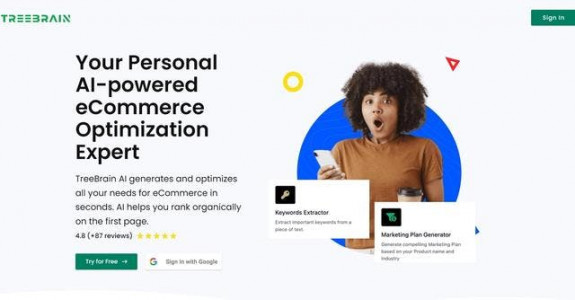 TREEBRAIN
Sign In
Your Personal
AI-powered
eCommerce
Optimization
Expert
TreeBrain AI generates and optimizes
all your needs for eCommerce in
seconds. AI helps you rank organically
on the first page.
4.8 (+87 reviews)
Try for Free →
G Sign In with Google
Keywords Extractor
Extract important keywords from a
piece of text.
Marketing Plan Generator
Generate compelling Marketing Plan
based on your Product name and
Industry